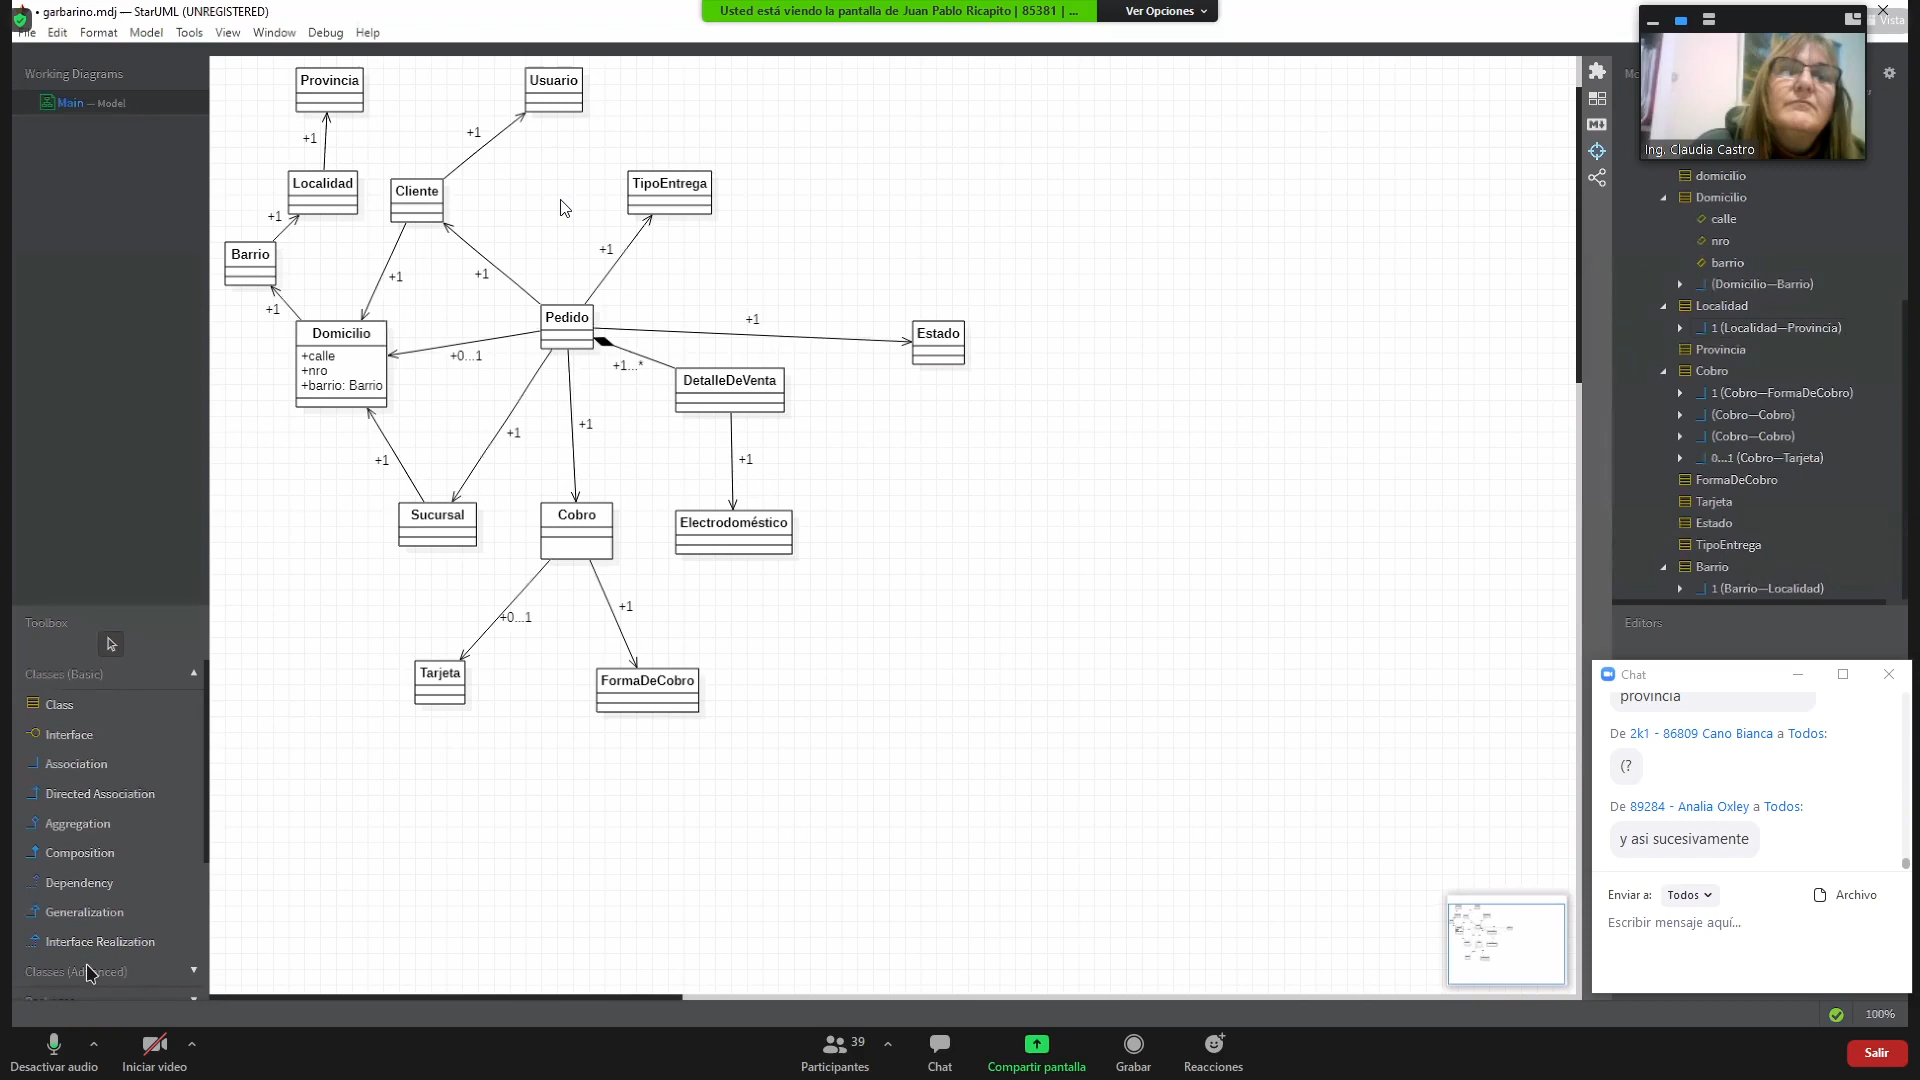 • garbarino.mdj — StarUML (UNREGISTERED)
Usted está viendo la pantalla de Juan Pablo Ricapito | 85381 | ...
Ver Opciones
Vista
File Edit Format Model Tools View Window Debug Help
Working Diagrams
Main — Model
Provincia
Usuario
+1
+1
Localidad
Cliente
TipoEntrega
+1
+1
Barrio
+1
+1
+1
Domicilio
+calle
+nro
+barrio: Barrio
Pedido
+1
Estado
+0...1
+1...*
DetalleDeVenta
+1
+1
+1
+1
Sucursal
Cobro
Electrodoméstico
+0...1
+1
Tarjeta
FormaDeCobro
Toolbox
Classes (Basic)
Class
Interface
Association
Directed Association
Aggregation
Composition
Dependency
Generalization
Interface Realization
Classes (Advanced)
Ing. Claudia Castro
domicilio
Domicilio
calle
nro
barrio
(Domicilio—Barrio)
Localidad
1 (Localidad—Provincia)
Provincia
Cobro
1 (Cobro—FormaDeCobro)
(Cobro—Cobro)
(Cobro—Cobro)
0...1 (Cobro—Tarjeta)
FormaDeCobro
Tarjeta
Estado
TipoEntrega
Barrio
1 (Barrio—Localidad)
Editors
Chat
provincia
De 2k1 - 86809 Cano Bianca a Todos:
(?
De 89284 - Analia Oxley a Todos:
y asi sucesivamente
Enviar a: Todos
Archivo
Escribir mensaje aquí...
100%
Desactivar audio
Iniciar video
39
Participantes
Chat
Compartir pantalla
Grabar
Reacciones
Salir